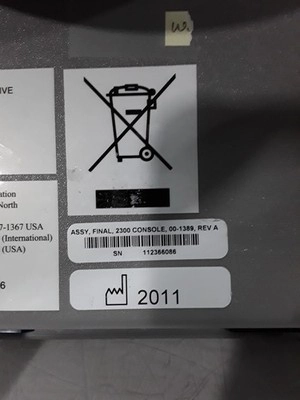 IVE
ation
North
7-1367 USA
(International)
(USA)
6
ASSY, FINAL, 2300 CONSOLE, 00-1389, REV A
SN 112366086
2011